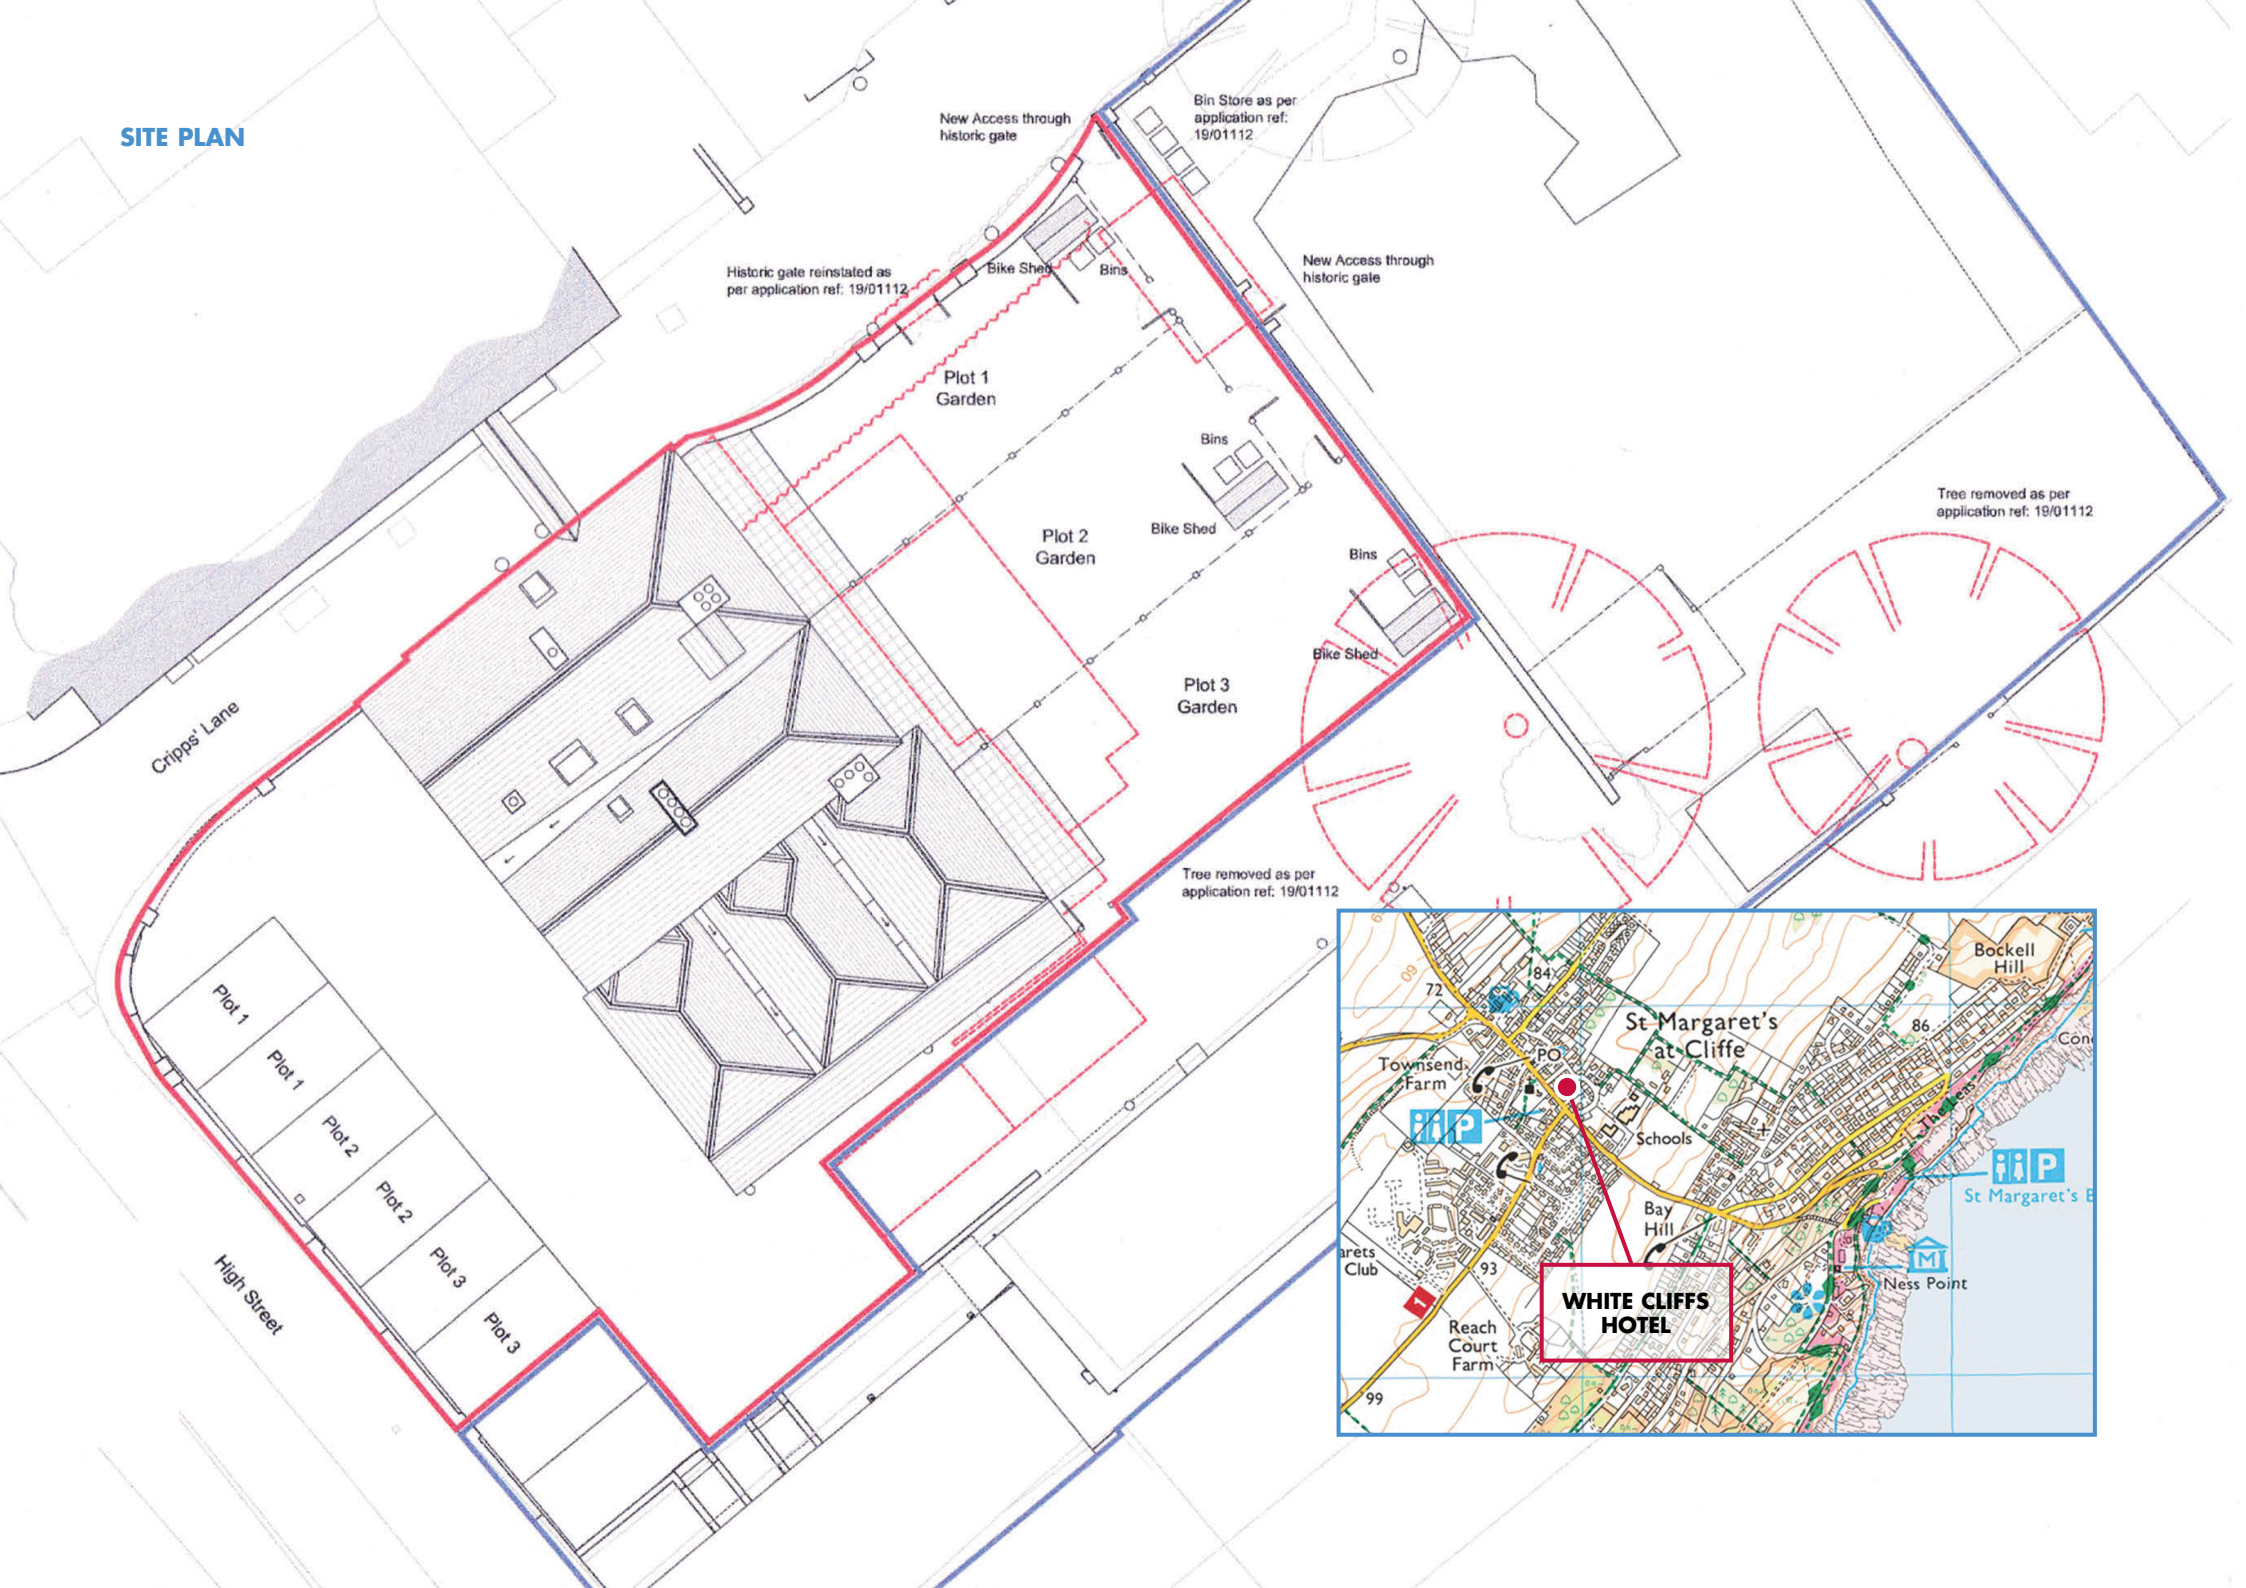 SITE PLAN
New Access through
historic gate
Bin Store as per
application ref:
19/01112
Historic gate reinstated as
per application ref: 19/01112
Bike Shed
Bins
New Access through
historic gate
Plot 1
Garden
Bins
Bike Shed
Plot 2
Garden
Bins
Bike Shed
Plot 3
Garden
Tree removed as per
application ref: 19/01112
Tree removed as per
application ref: 19/01112
Cripps' Lane
Plot 1
Plot 1
Plot 2
Plot 2
Plot 3
Plot 3
High Street
Bockell
Hill
84
72
60
86
St Margaret's
at Cliffe
PO
Townsend
Farm
P
Schools
The Leas
P
St Margaret's B
Bay
Hill
arets
Club
93
1
M
Ness Point
WHITE CLIFFS
HOTEL
Reach
Court
Farm
99